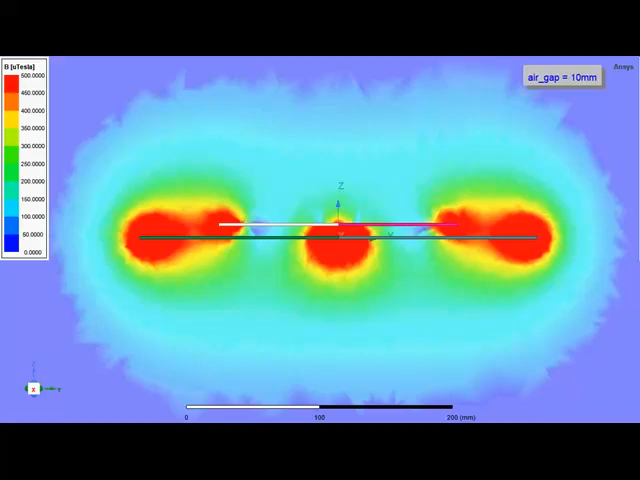 B [uTesla]
500.0000
450.0000
400.0000
350.0000
300.0000
250.0000
200.0000
150.0000
100.0000
50.0000
0.0000
air_gap = 10mm
Ansys
Z
Y
Z
X
Y
0
100
200 (mm)